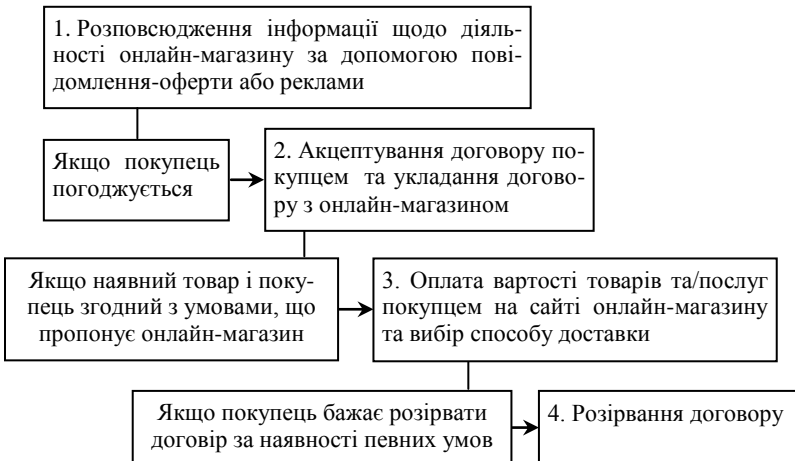 1. Розповсюдження інформації щодо діяль-
ності онлайн-магазину за допомогою пові-
домлення-оферти або реклами
Якщо покупець
погоджується
2. Акцептування договору по-
купцем та укладання догово-
ру з онлайн-магазином
Якщо наявний товар і поку-
пець згодний з умовами, що
пропонує онлайн-магазин
3. Оплата вартості товарів та/послуг
покупцем на сайті онлайн-магазину
та вибір способу доставки
Якщо покупець бажає розірвати
договір за наявності певних умов
4. Розірвання договору